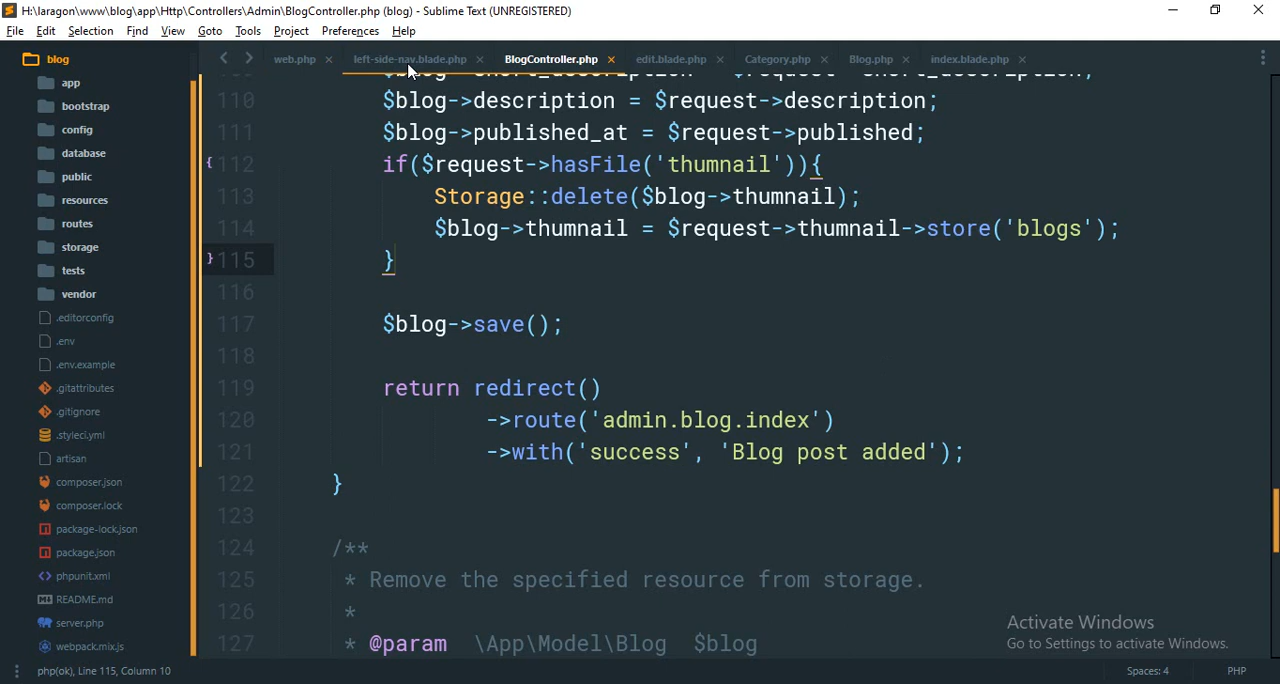 H:\laragon\www\blog\app\Http\Controllers\Admin\BlogController.php (blog) - Sublime Text (UNREGISTERED)
File Edit Selection Find View Goto Tools Project Preferences Help
blog
app
bootstrap
config
database
public
resources
routes
storage
tests
vendor
.editorconfig
.env
.env.example
.gitattributes
.gitignore
.styleci.yml
artisan
composer.json
composer.lock
package-lock.json
package.json
phpunit.xml
README.md
server.php
webpack.mix.js
web.php × left-side-nav.blade.php × BlogController.php × edit.blade.php × Category.php × Blog.php × index.blade.php ×
110 $blog->description = $request->description;
111 $blog->published_at = $request->published;
{ 112 if($request->hasFile('thumnail')){
113 Storage::delete($blog->thumnail);
114 $blog->thumnail = $request->thumnail->store('blogs');
} 115 }
116
117 $blog->save();
118
119 return redirect()
120 ->route('admin.blog.index')
121 ->with('success', 'Blog post added');
122 }
123
124 /**
125 * Remove the specified resource from storage.
126 *
127 * @param \App\Model\Blog $blog
Activate Windows
Go to Settings to activate Windows.
php(ok), Line 115, Column 10
Spaces: 4
PHP